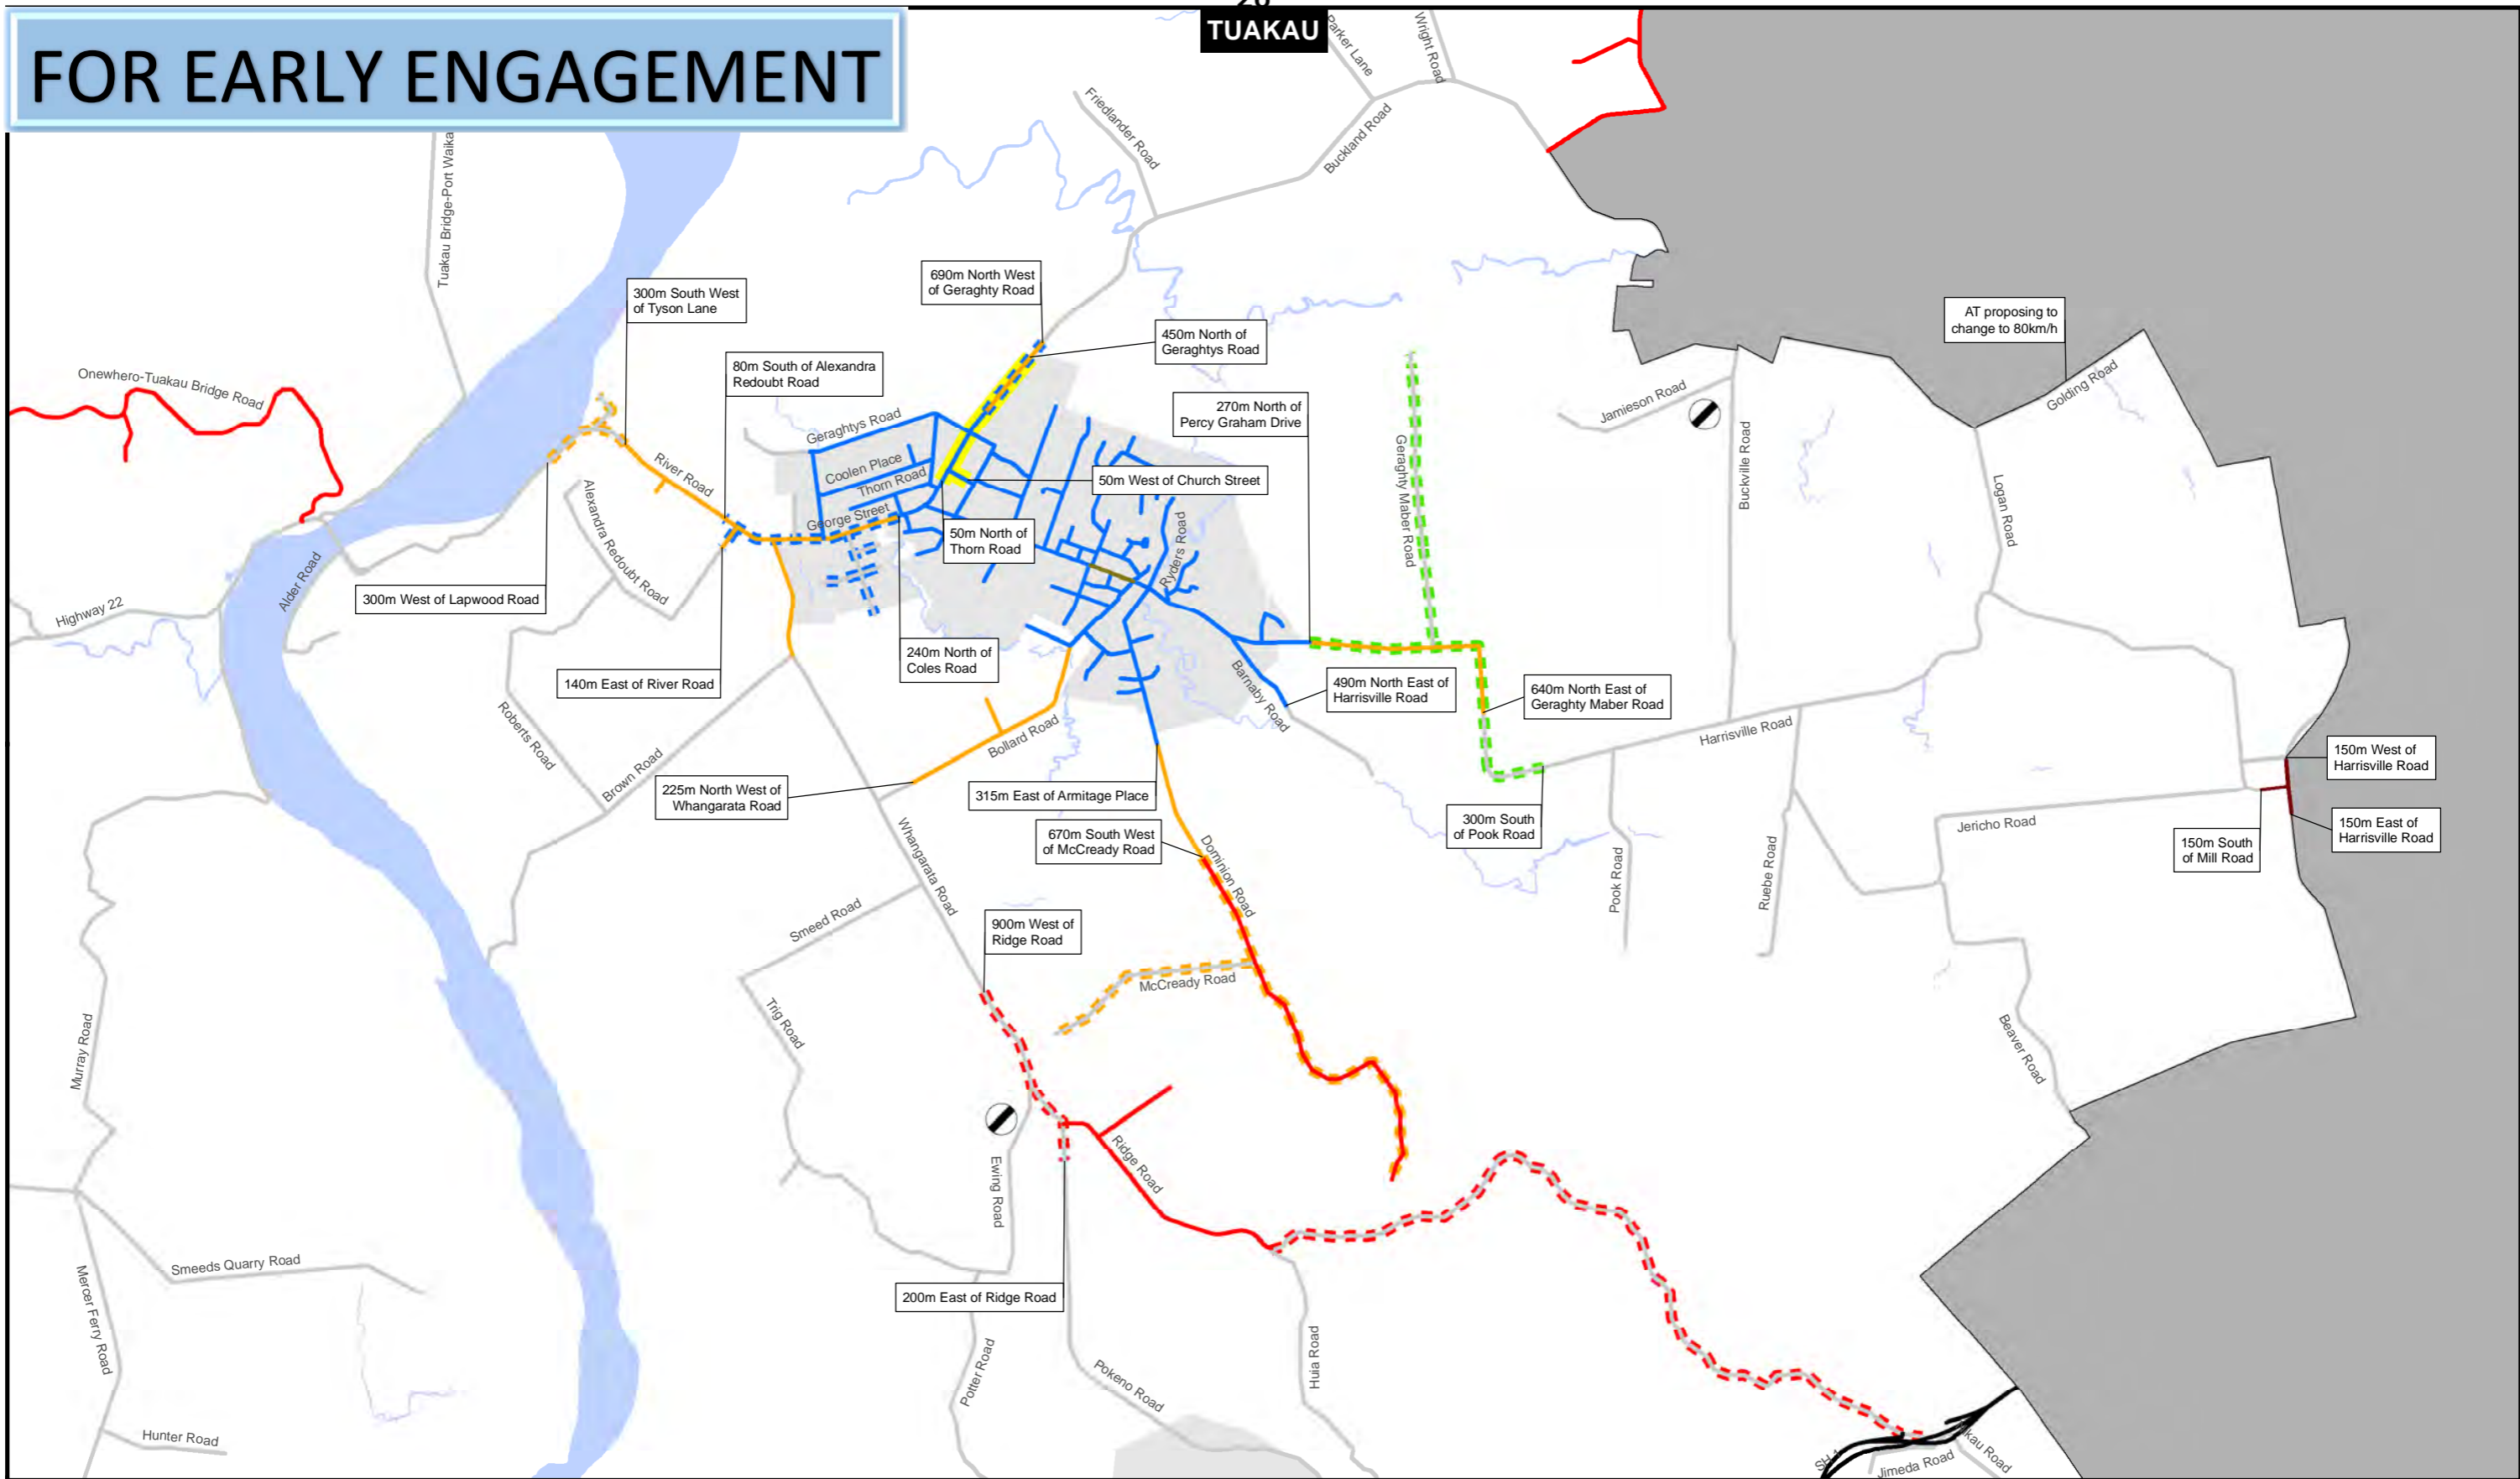 FOR EARLY ENGAGEMENT
TUAKAU
Parker Lane
Wright Road
Friedlander Road
Buckland Road
Tuakau Bridge-Port Waika
690m North West
of Geraghty Road
300m South West
of Tyson Lane
450m North of
Geraghtys Road
AT proposing to
change to 80km/h
80m South of Alexandra
Redoubt Road
Onewhero-Tuakau Bridge Road
270m North of
Percy Graham Drive
Jamieson Road
Golding Road
Geraghtys Road
Coolen Place
Thorn Road
George Street
River Road
50m West of Church Street
Geraghty Maber Road
Buckville Road
Logan Road
Alexandra Redoubt Road
50m North of
Thorn Road
Ryders Road
Alder Road
300m West of Lapwood Road
Highway 22
240m North of
Coles Road
140m East of River Road
Barnaby Road
490m North East of
Harrisville Road
640m North East of
Geraghty Maber Road
Roberts Road
Brown Road
Bollard Road
Harrisville Road
150m West of
Harrisville Road
225m North West of
Whangarata Road
315m East of Armitage Place
300m South
of Pook Road
Jericho Road
150m East of
Harrisville Road
150m South
of Mill Road
670m South West
of McCready Road
Dominion Road
Whangarata Road
Pook Road
Ruebe Road
Smeed Road
900m West of
Ridge Road
McCready Road
Trig Road
Murray Road
Beaver Road
Ewing Road
Ridge Road
Smeeds Quarry Road
Mercer Ferry Road
200m East of Ridge Road
Potter Road
Pokeno Road
Huia Road
Hunter Road
SH 1
kau Road
Jimeda Road